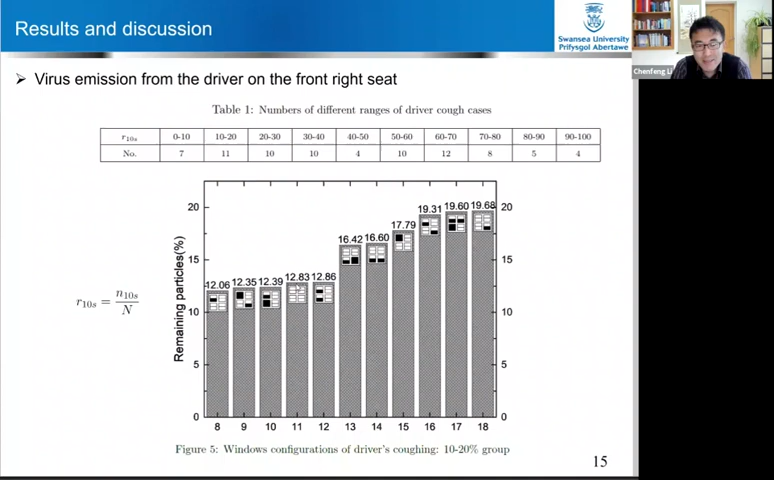 Results and discussion
Swansea University
Prifysgol Abertawe
Chenfeng Li
➤ Virus emission from the driver on the front right seat
Table 1: Numbers of different ranges of driver cough cases
r10s 0-10 10-20 20-30 30-40 40-50 50-60 60-70 70-80 80-90 90-100
No. 7 11 10 10 4 10 12 8 5 4
r10s = n10s / N
Remaining particles(%)
20
15
10
5
0
12.06 12.35 12.39 12.83 12.86 16.42 16.60 17.79 19.31 19.60 19.68
20
15
10
5
0
8 9 10 11 12 13 14 15 16 17 18
Figure 5: Windows configurations of driver's coughing: 10-20% group
15